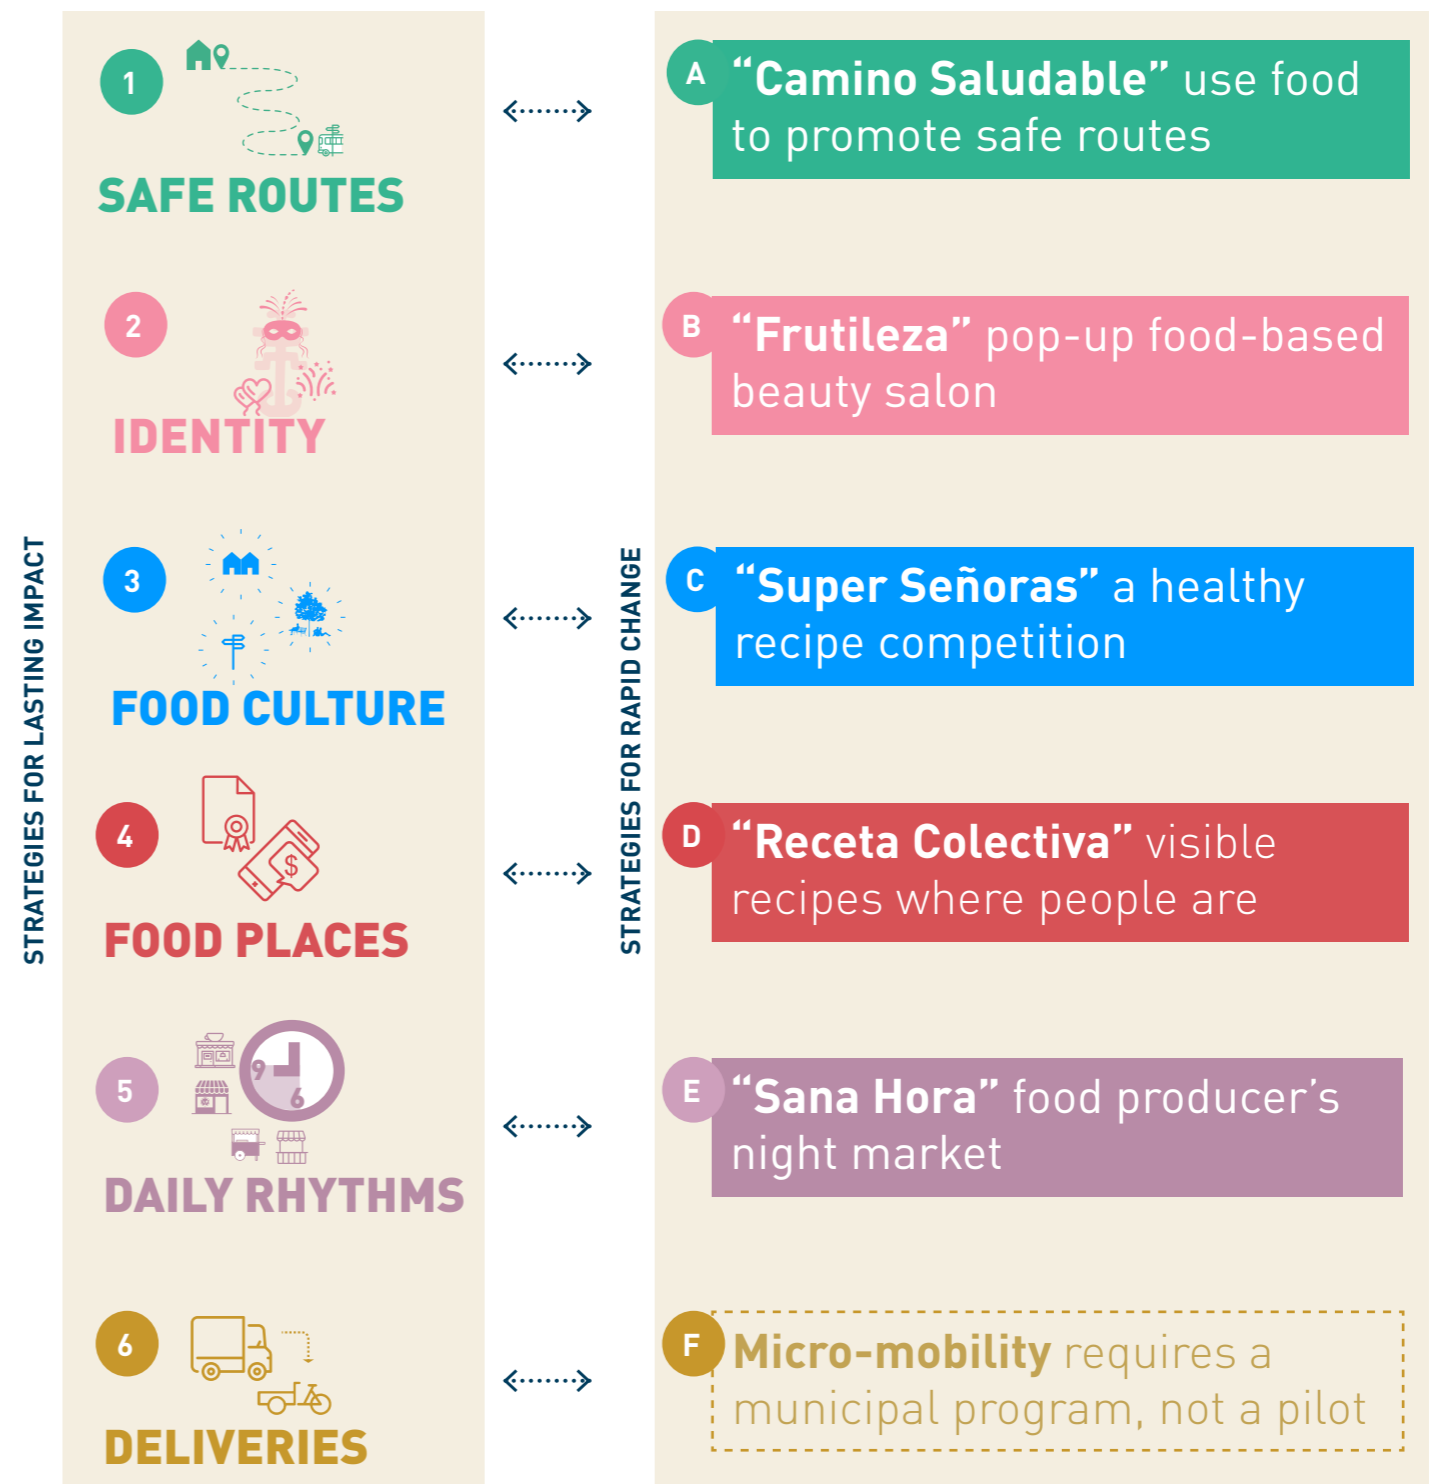 STRATEGIES FOR LASTING IMPACT
STRATEGIES FOR RAPID CHANGE
1
SAFE ROUTES
A
“Camino Saludable” use food
to promote safe routes
2
IDENTITY
B
“Frutileza” pop-up food-based
beauty salon
3
FOOD CULTURE
C
“Super Señoras” a healthy
recipe competition
4
$
FOOD PLACES
D
“Receta Colectiva” visible
recipes where people are
5
9
6
DAILY RHYTHMS
E
“Sana Hora” food producer’s
night market
6
DELIVERIES
F
Micro-mobility requires a
municipal program, not a pilot